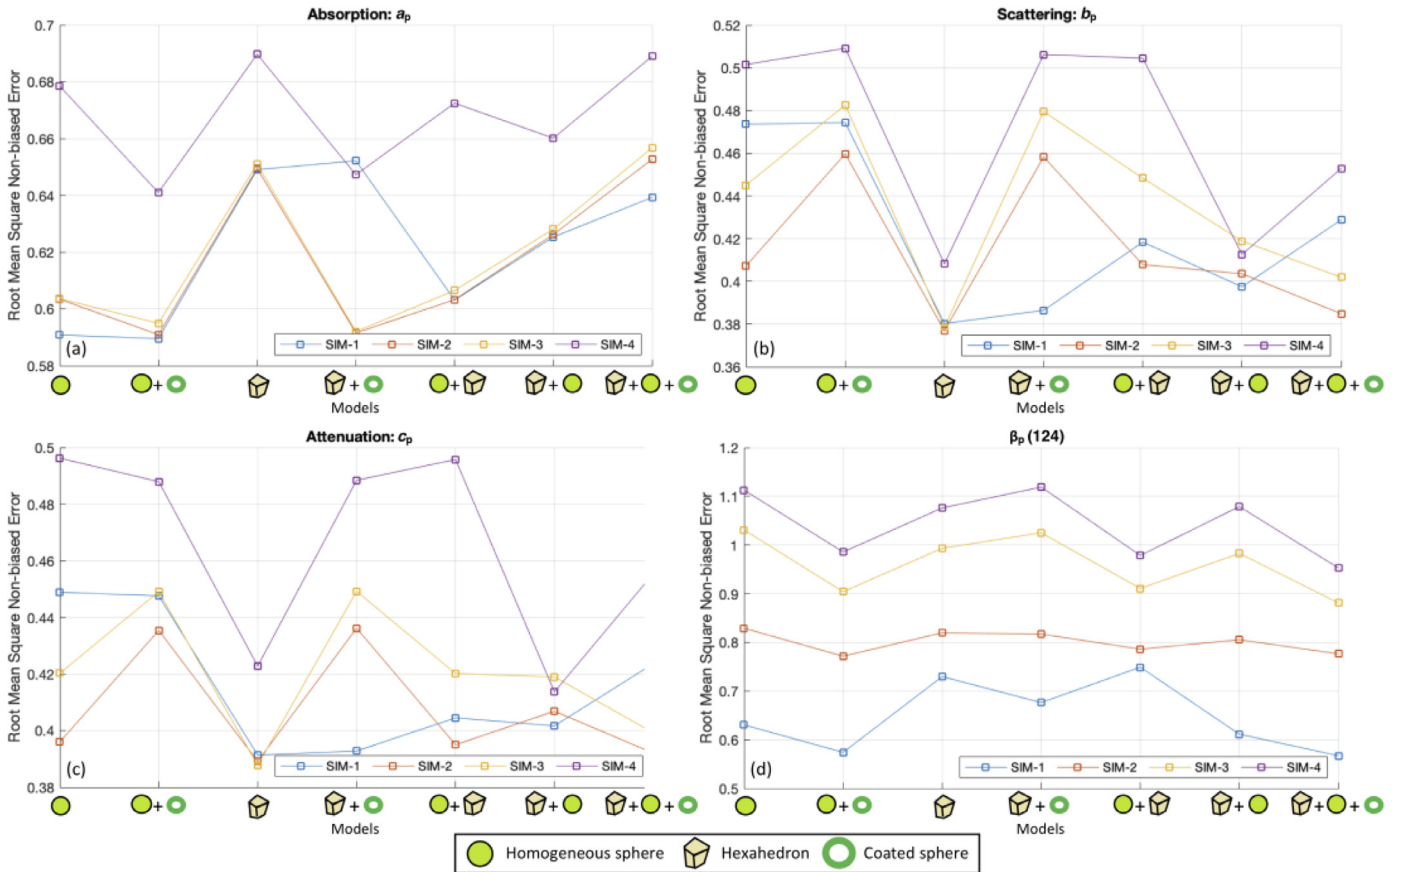 Absorption: aₚ
Root Mean Square Non-biased Error
0.7
0.68
0.66
0.64
0.62
0.6
0.58
(a)
SIM-1 SIM-2 SIM-3 SIM-4
+ + + + + +
Models
Scattering: bₚ
Root Mean Square Non-biased Error
0.52
0.5
0.48
0.46
0.44
0.42
0.4
0.38
0.36
(b)
SIM-1 SIM-2 SIM-3 SIM-4
+ + + + + +
Models
Attenuation: cₚ
Root Mean Square Non-biased Error
0.5
0.48
0.46
0.44
0.42
0.4
0.38
(c)
SIM-1 SIM-2 SIM-3 SIM-4
+ + + + + +
Models
βₚ (124)
Root Mean Square Non-biased Error
1.2
1.1
1
0.9
0.8
0.7
0.6
0.5
(d)
SIM-1 SIM-2 SIM-3 SIM-4
+ + + + + +
Models
Homogeneous sphere Hexahedron Coated sphere